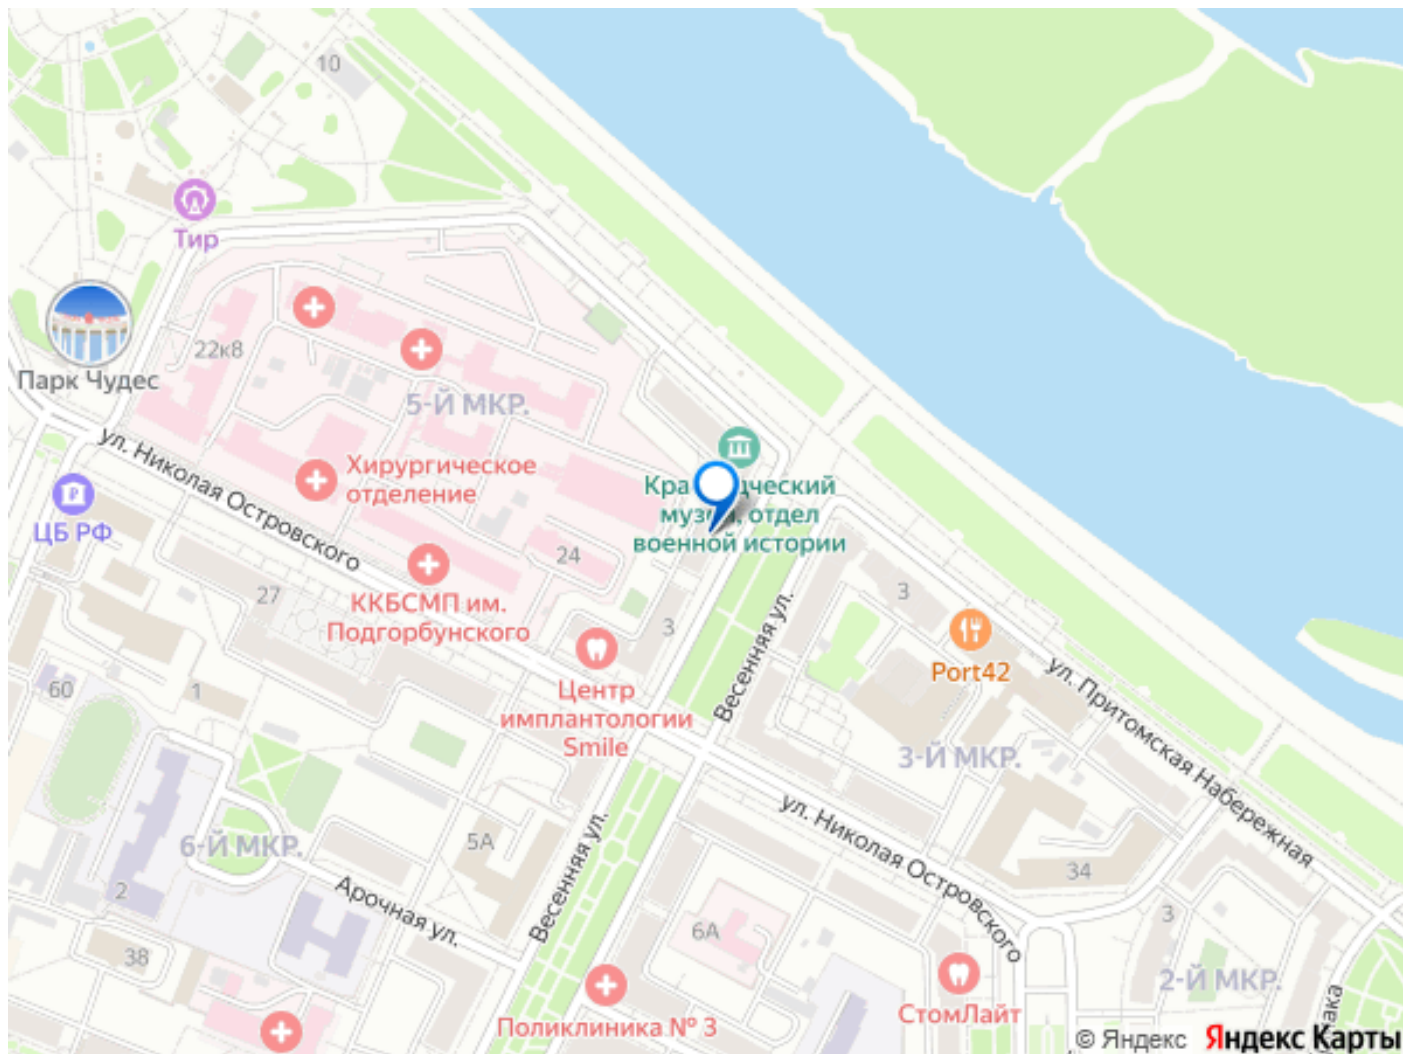 10
Тир
22к8
Парк Чудес
5-Й МКР.
ул. Николая Островского
Хирургическое
отделение
ЦБ РФ
музей, отдел
военной истории
24
ККБСМП им.
Подгорбунского
27
3
3
Port42
Весенняя ул.
ул. Притомская Набережная
60
1
Центр
имплантологии
Smile
3-Й МКР.
ул. Николая Островского
6-Й МКР.
5А
Весенняя ул.
34
2
Арочная ул.
6А
3
38
2-Й МКР.
СтомЛайт
Поликлиника № 3
© Яндекс Яндекс Карты